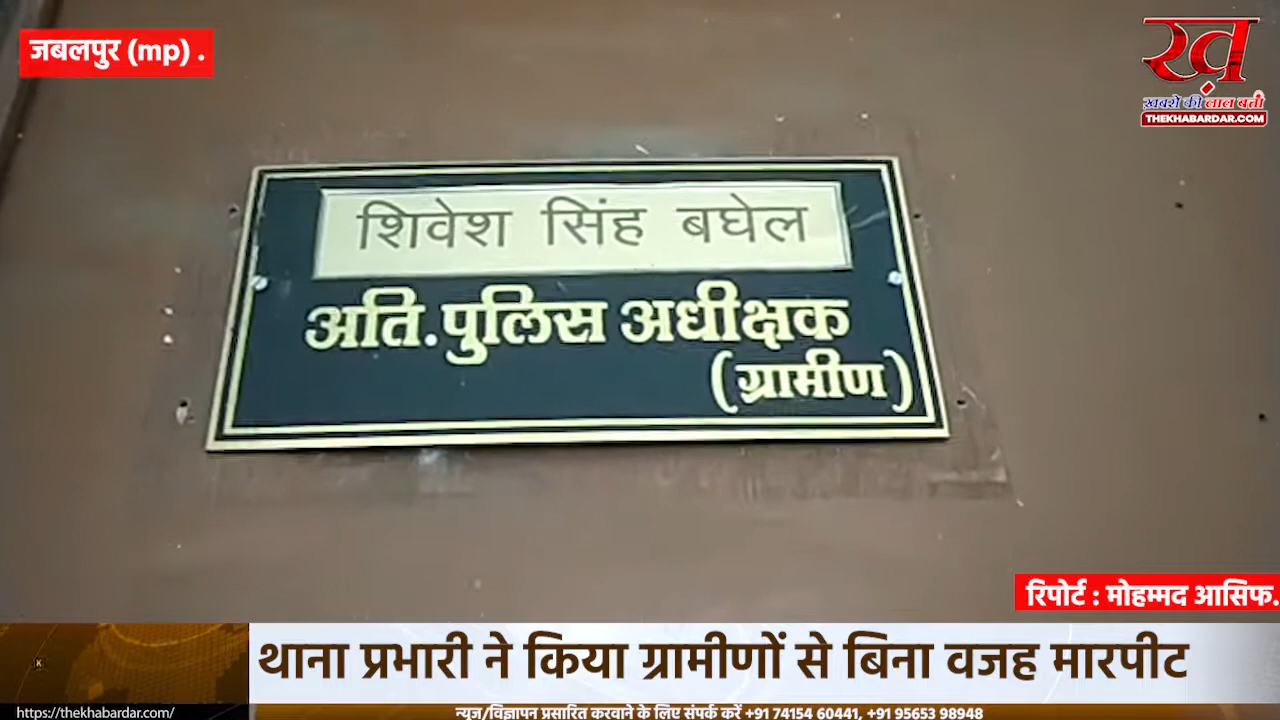 जबलपुर (mp) .
ख़
ख़बरों की लाल बत्ती
THEKHABARDAR.COM
शिवेश सिंह बघेल
अति.पुलिस अधीक्षक
(ग्रामीण)
रिपोर्ट : मोहम्मद आसिफ.
थाना प्रभारी ने किया ग्रामीणों से बिना वजह मारपीट
https://thekhabardar.com/
न्यूज/विज्ञापन प्रसारित करवाने के लिए संपर्क करें +91 74154 60441, +91 95653 98948